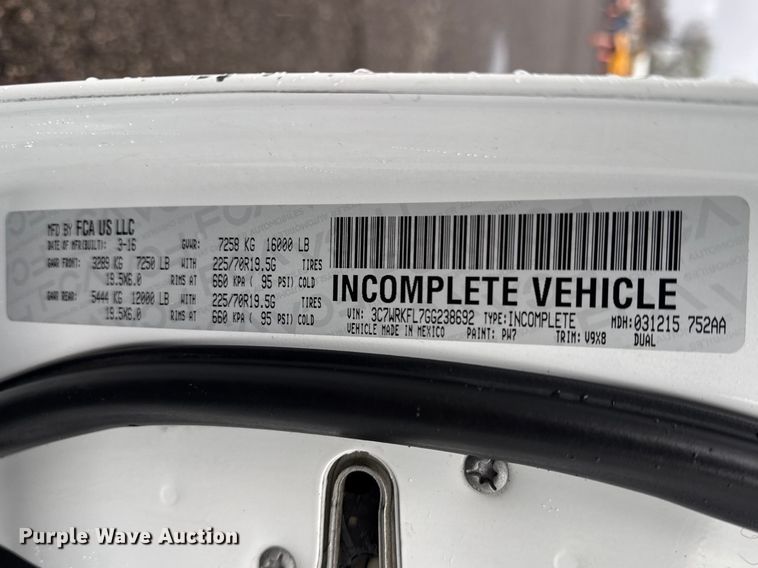 MFD BY FCA US LLC
DATE OF MFR(BUILT): 3-16 GVWR: 7258 KG 16000 LB
GAWR FRONT: 3289 KG 7250 LB WITH 225/70R19.5G TIRES
19.5X6.0 RIMS AT 660 KPA ( 95 PSI) COLD
GAWR REAR: 5444 KG 12000 LB WITH 225/70R19.5G TIRES
19.5X6.0 RIMS AT 660 KPA ( 95 PSI) COLD
INCOMPLETE VEHICLE
VIN: 3C7WRKFL7GG238692 TYPE: INCOMPLETE MDH: 031215 752AA
VEHICLE MADE IN MEXICO PAINT: PW7 TRIM: V9X8 DUAL
Purple Wave Auction